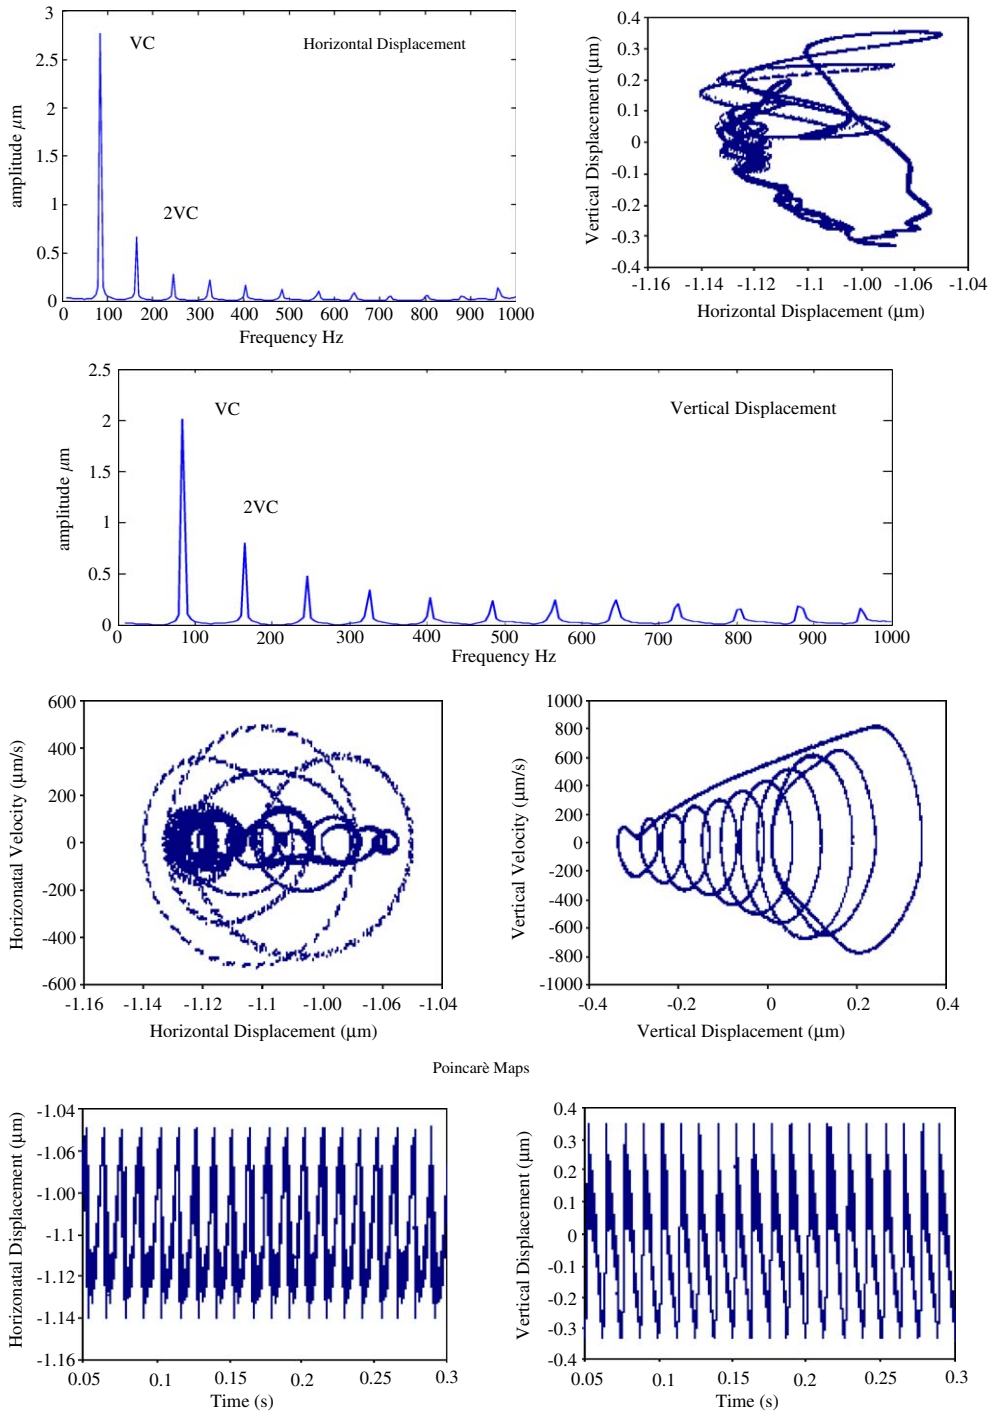 3
2.5
2
1.5
1
0.5
0
amplitude μm
VC
2VC
Horizontal Displacement
0 100 200 300 400 500 600 700 800 900 1000
Frequency Hz
0.4
0.3
0.2
0.1
0
-0.1
-0.2
-0.3
-0.4
Vertical Displacement (μm)
-1.16 -1.14 -1.12 -1.1 -1.00 -1.06 -1.04
Horizontal Displacement (μm)
2.5
2
1.5
1
0.5
0
amplitude μm
VC
2VC
Vertical Displacement
0 100 200 300 400 500 600 700 800 900 1000
Frequency Hz
600
400
200
0
-200
-400
-600
Horizonatal Velocity (μm/s)
-1.16 -1.14 -1.12 -1.1 -1.00 -1.06 -1.04
Horizontal Displacement (μm)
1000
800
600
400
200
0
-200
-400
-600
-800
-1000
Vertical Velocity (μm/s)
-0.4 -0.2 0 0.2 0.4
Vertical Displacement (μm)
Poincarè Maps
-1.04
-1.06
-1.00
-1.1
-1.12
-1.14
-1.16
Horizonatal Displacement (μm)
0.05 0.1 0.15 0.2 0.25 0.3
Time (s)
0.4
0.3
0.2
0.1
0
-0.1
-0.2
-0.3
-0.4
Vertical Displacement (μm)
0.05 0.1 0.15 0.2 0.25 0.3
Time (s)